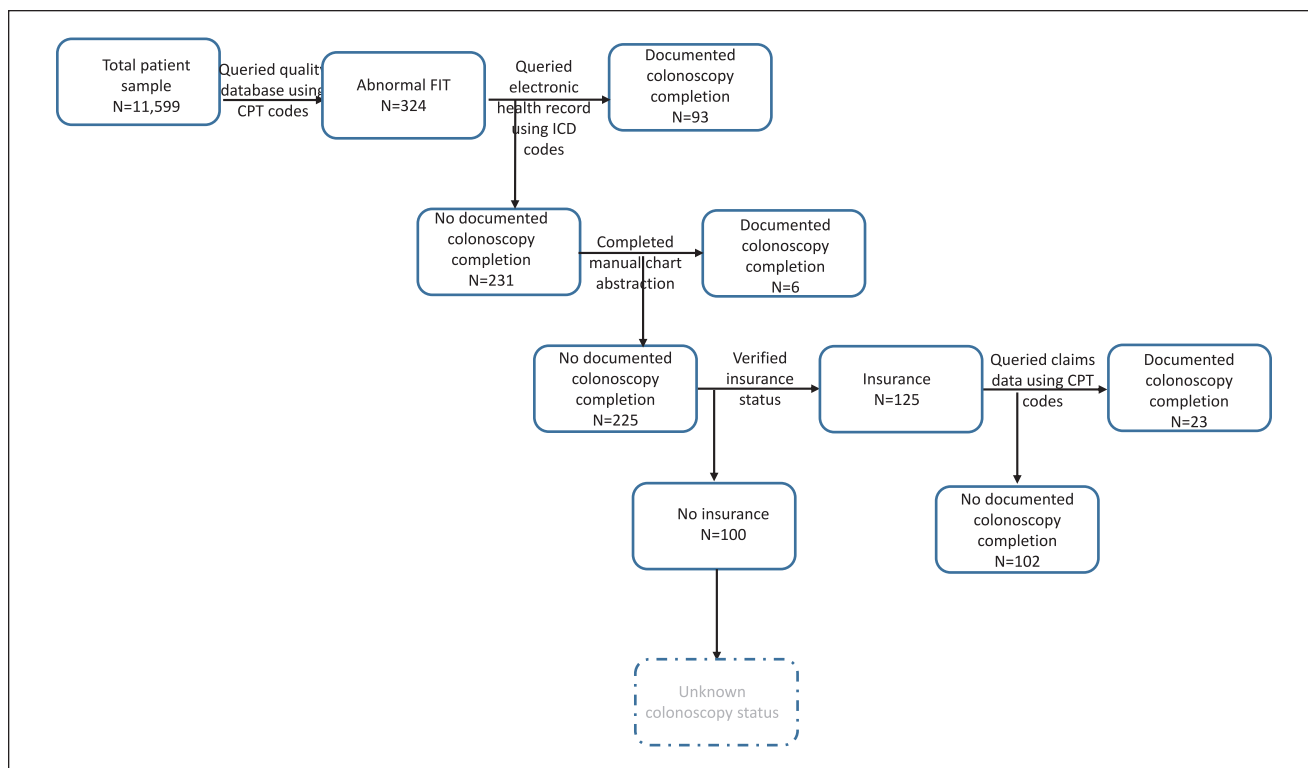 Total patient
sample
N=11,599
Queried quality
database using
CPT codes
Abnormal FIT
N=324
Queried
electronic
health record
using ICD
codes
Documented
colonoscopy
completion
N=93
No documented
colonoscopy
completion
N=231
Completed
manual chart
abstraction
Documented
colonoscopy
completion
N=6
No documented
colonoscopy
completion
N=225
Verified
insurance
status
Insurance
N=125
Queried claims
data using CPT
codes
Documented
colonoscopy
completion
N=23
No insurance
N=100
No documented
colonoscopy
completion
N=102
Unknown
colonoscopy status